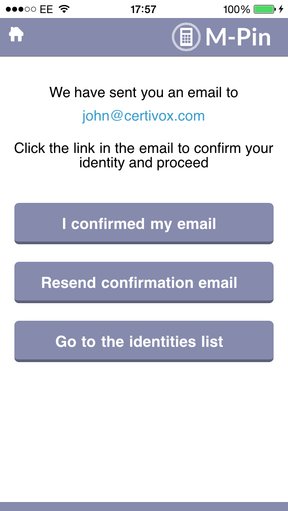 EE 17:57 100%
M-Pin
We have sent you an email to
john@certivox.com
Click the link in the email to confirm your
identity and proceed
I confirmed my email
Resend confirmation email
Go to the identities list